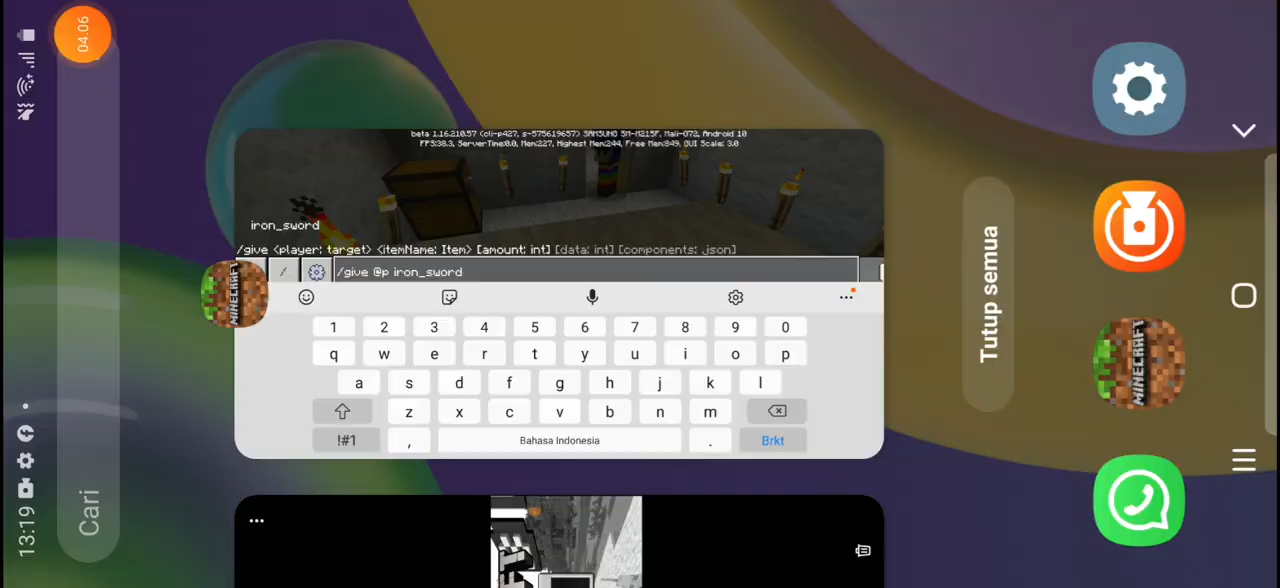 04.06
beta 1.16.210.57 (cli-p427, s-575619657) SAMSUNG SM-M215F, Mali-G72, Android 10
FPS:38.3, ServerTime:0.0, Mem:227, Highest Mem:244, Free Mem:849, GUI Scale: 3.0
iron_sword
/give <player: target> <itemName: Item> [amount: int] [data: int] [components: json]
/
/give @p iron_sword
MINECRAFT
1 2 3 4 5 6 7 8 9 0
q w e r t y u i o p
a s d f g h j k l
z x c v b n m
!#1 , Bahasa Indonesia . Brkt
Tutup semua
MINECRAFT
Cari
13:19